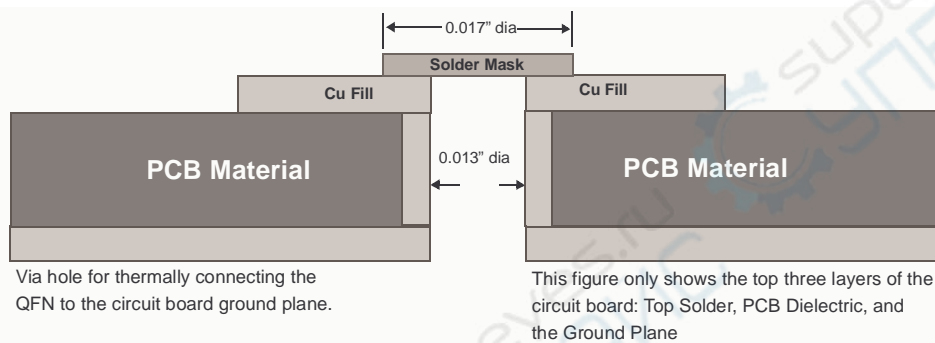 0.017” dia
Solder Mask
Cu Fill
Cu Fill
PCB Material
0.013” dia
PCB Material
Via hole for thermally connecting the
QFN to the circuit board ground plane.
This figure only shows the top three layers of the
circuit board: Top Solder, PCB Dielectric, and
the Ground Plane